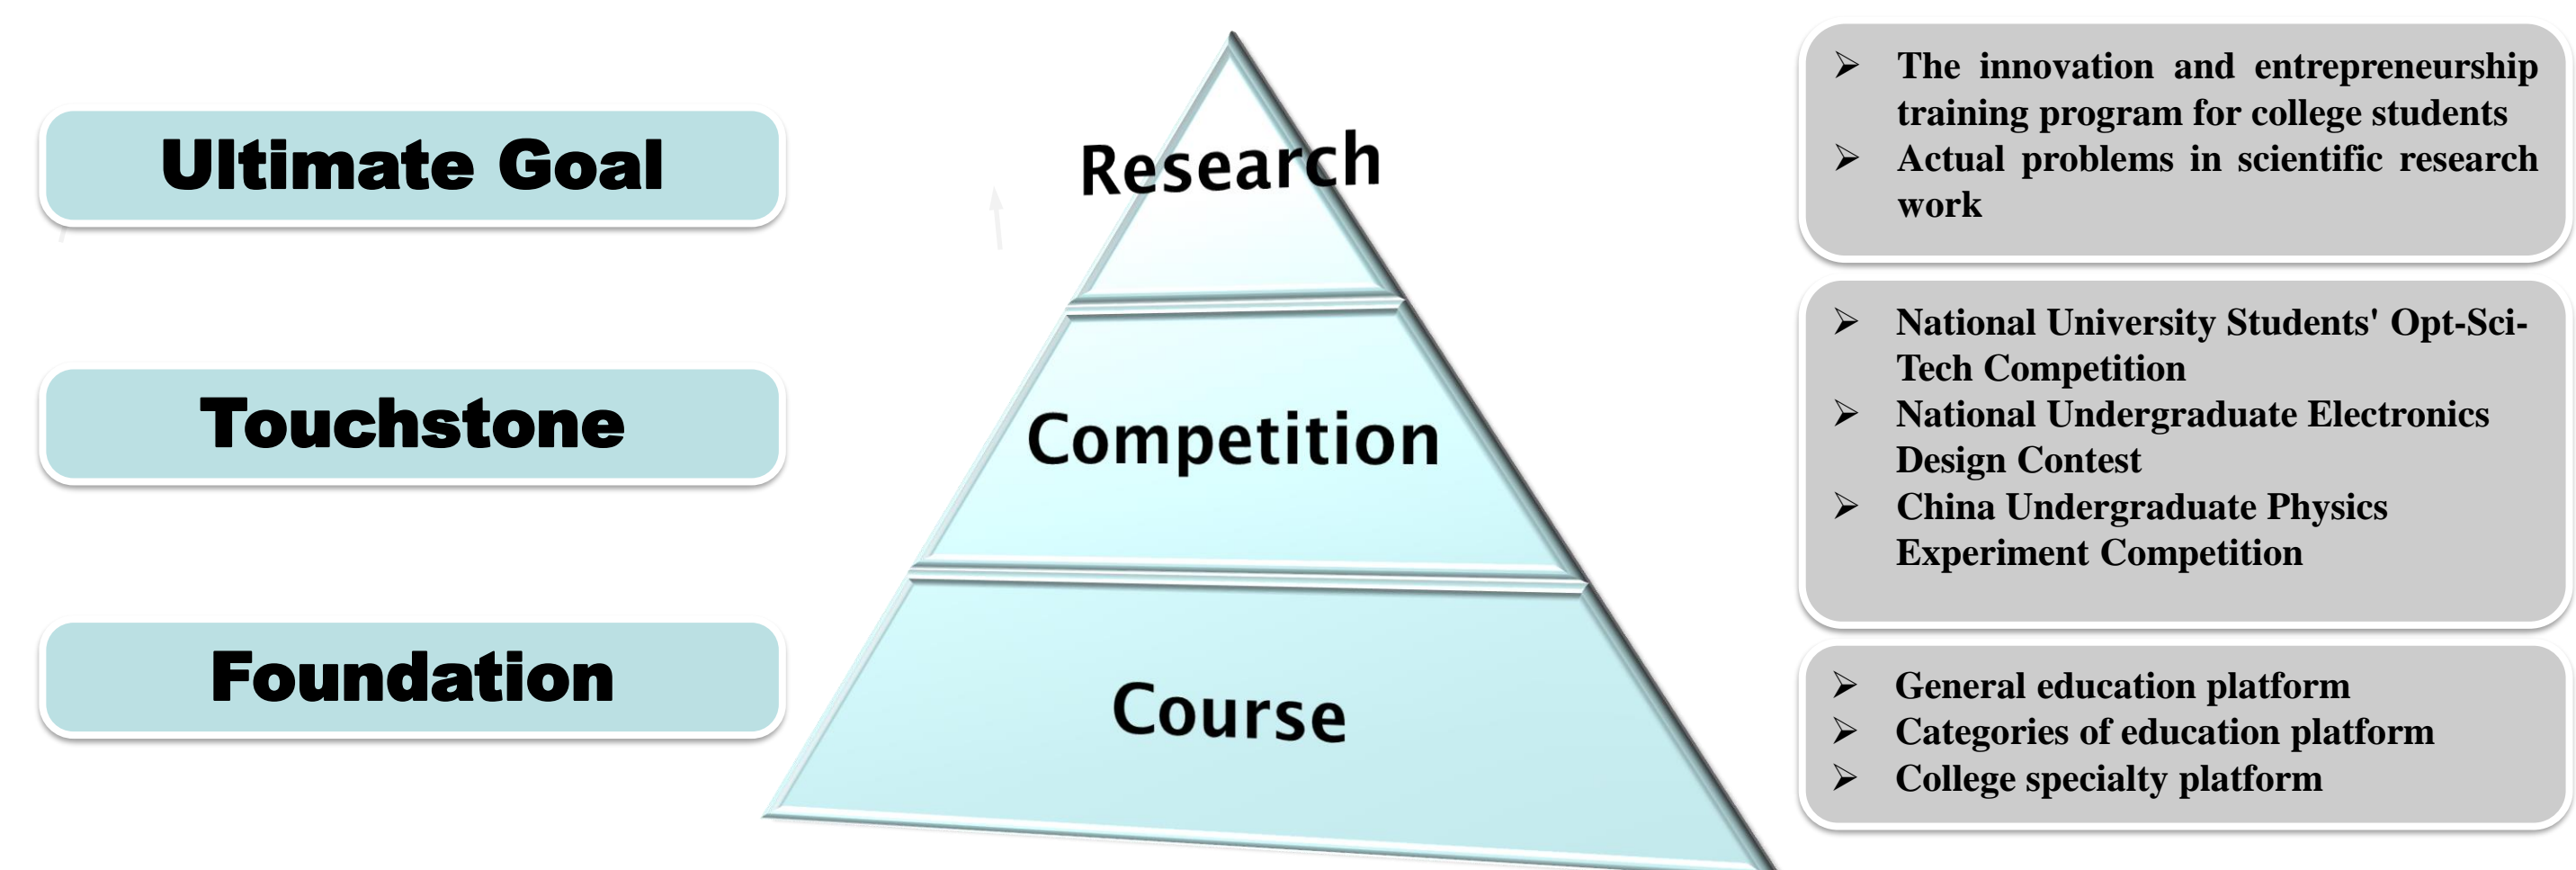 Ultimate Goal
Touchstone
Foundation
Research
Competition
Course
➢ The innovation and entrepreneurship
training program for college students
➢ Actual problems in scientific research
work
➢ National University Students' Opt-Sci-
Tech Competition
➢ National Undergraduate Electronics
Design Contest
➢ China Undergraduate Physics
Experiment Competition
➢ General education platform
➢ Categories of education platform
➢ College specialty platform